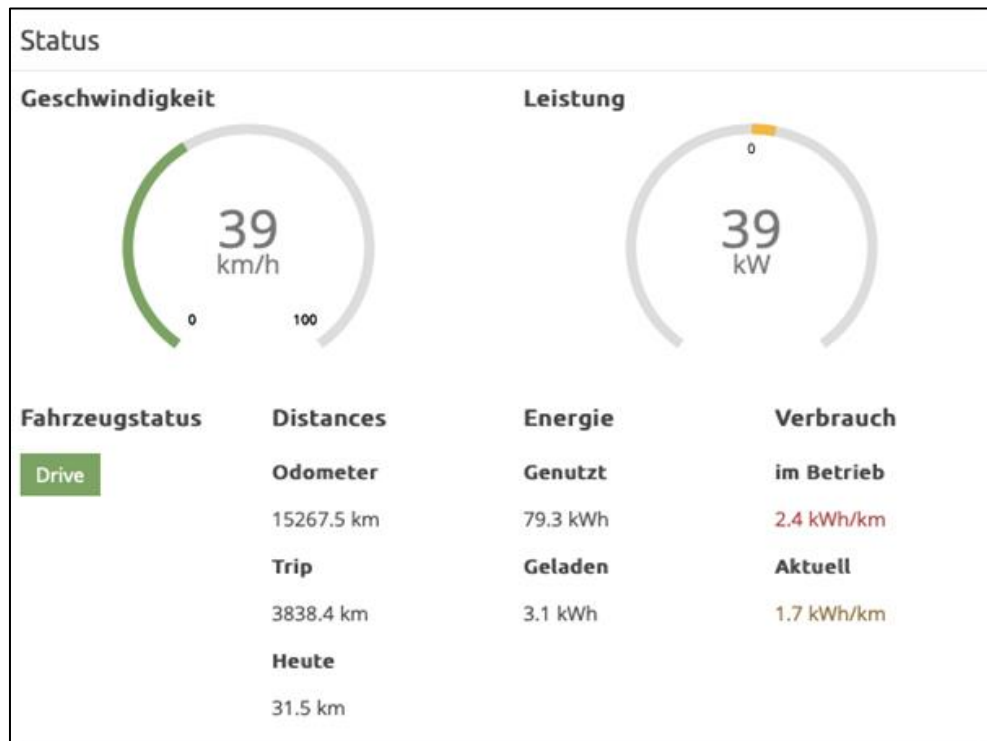 Status
Geschwindigkeit
Leistung
0
39
km/h
0
100
39
kW
Fahrzeugstatus
Drive
Distances
Odometer
15267.5 km
Trip
3838.4 km
Heute
31.5 km
Energie
Genutzt
79.3 kWh
Geladen
3.1 kWh
Verbrauch
im Betrieb
2.4 kWh/km
Aktuell
1.7 kWh/km